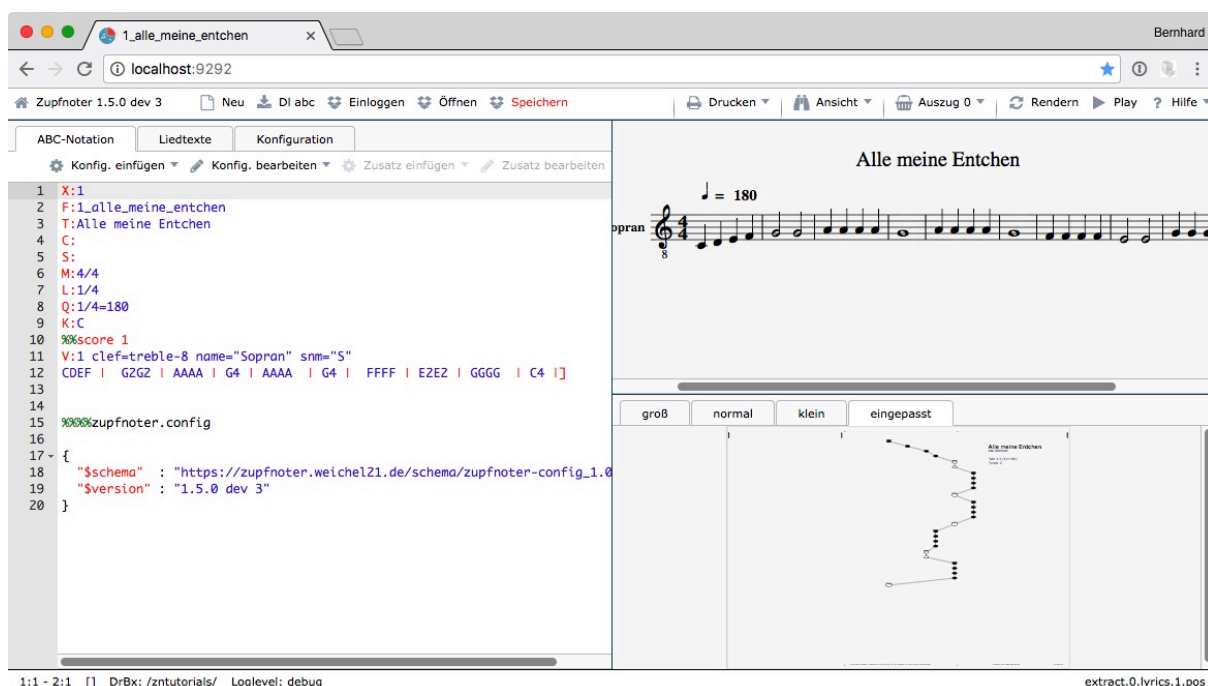 1_alle_meine_entchen
Bernhard
localhost:9292
Zupfnoter 1.5.0 dev 3 Neu Dl abc Einloggen Öffnen Speichern Drucken Ansicht Auszug 0 Rendern Play ? Hilfe
ABC-Notation Liedtexte Konfiguration
Konfig. einfügen Konfig. bearbeiten Zusatz einfügen Zusatz bearbeiten
1 X:1
2 F:1_alle_meine_entchen
3 T:Alle meine Entchen
4 C:
5 S:
6 M:4/4
7 L:1/4
8 Q:1/4=180
9 K:C
10 %%score 1
11 V:1 clef=treble-8 name="Sopran" snm="S"
12 CDEF | G2G2 | AAAA | G4 | AAAA | G4 | FFFF | E2E2 | GGGG | C4 |]
13
14
15 %%%%zupfnoter.config
16
17 {
18 "$schema" : "https://zupfnoter.weichel21.de/schema/zupfnoter-config_1.0
19 "$version" : "1.5.0 dev 3"
20 }
Alle meine Entchen
= 180
opran
4
4
8
groß normal klein eingepasst
Alle meine Entchen
1:1 - 2:1 [] DrBx: /zntutorials/ Loglevel: debug
extract.0.lyrics.1.pos